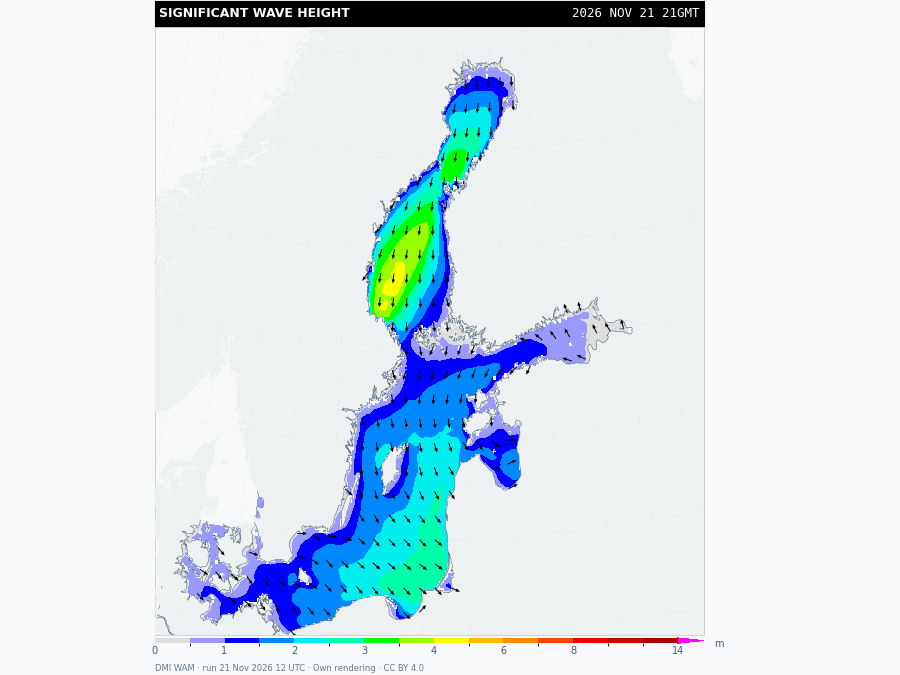 SIGNIFICANT WAVE HEIGHT 2026 NOV 21 21GMT
0 1 2 3 4 6 8 14 m
DMI WAM · run 21 Nov 2026 12 UTC · Own rendering · CC BY 4.0